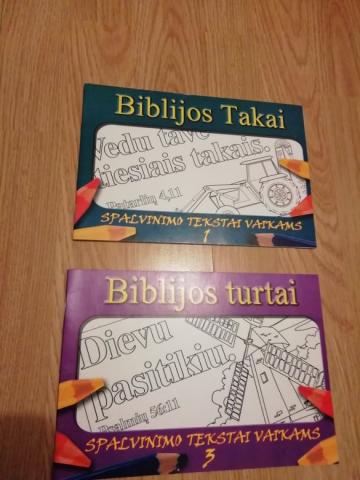 Biblijos Takai
Vedu tave
tiesiais takais.
Patarlių 4,11
SPALVINIMO TEKSTAI VAIKAMS
1
Biblijos turtai
Dievu
pasitikiu.
Psalmių 56:11
SPALVINIMO TEKSTAI VAIKAMS
3